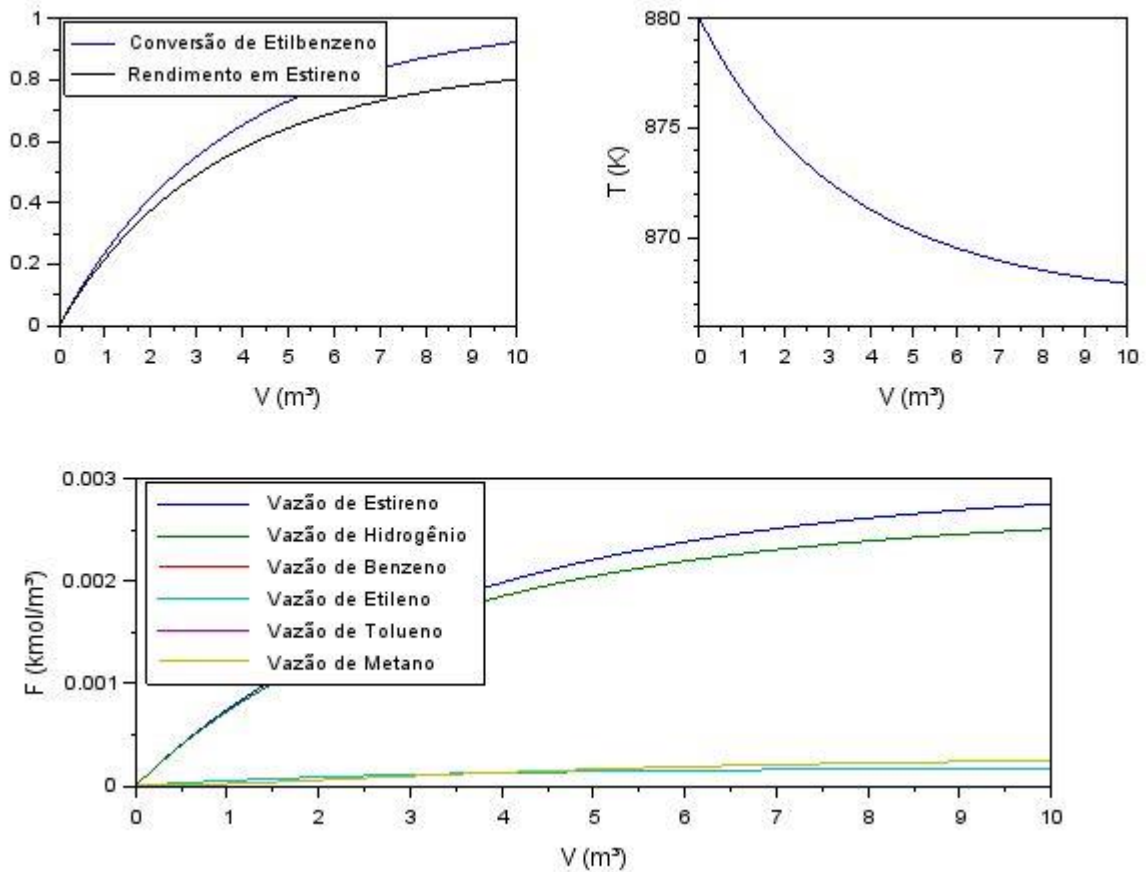 1
0.8
0.6
0.4
0.2
0
Conversão de Etilbenzeno
Rendimento em Estireno
0 1 2 3 4 5 6 7 8 9 10
V (m³)
880
875
870
T (K)
0 1 2 3 4 5 6 7 8 9 10
V (m³)
0.003
0.002
0.001
0
F (kmol/m³)
Vazão de Estireno
Vazão de Hidrogênio
Vazão de Benzeno
Vazão de Etileno
Vazão de Tolueno
Vazão de Metano
0 1 2 3 4 5 6 7 8 9 10
V (m³)